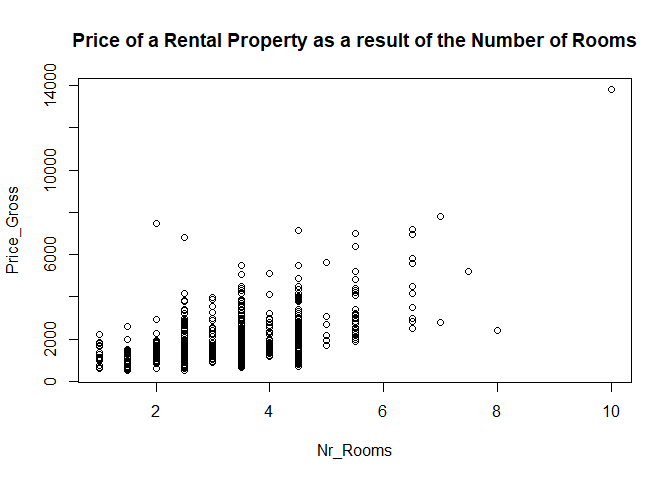 Price of a Rental Property as a result of the Number of Rooms
Price_Gross
14000
10000
6000
2000
0
2 4 6 8 10
Nr_Rooms